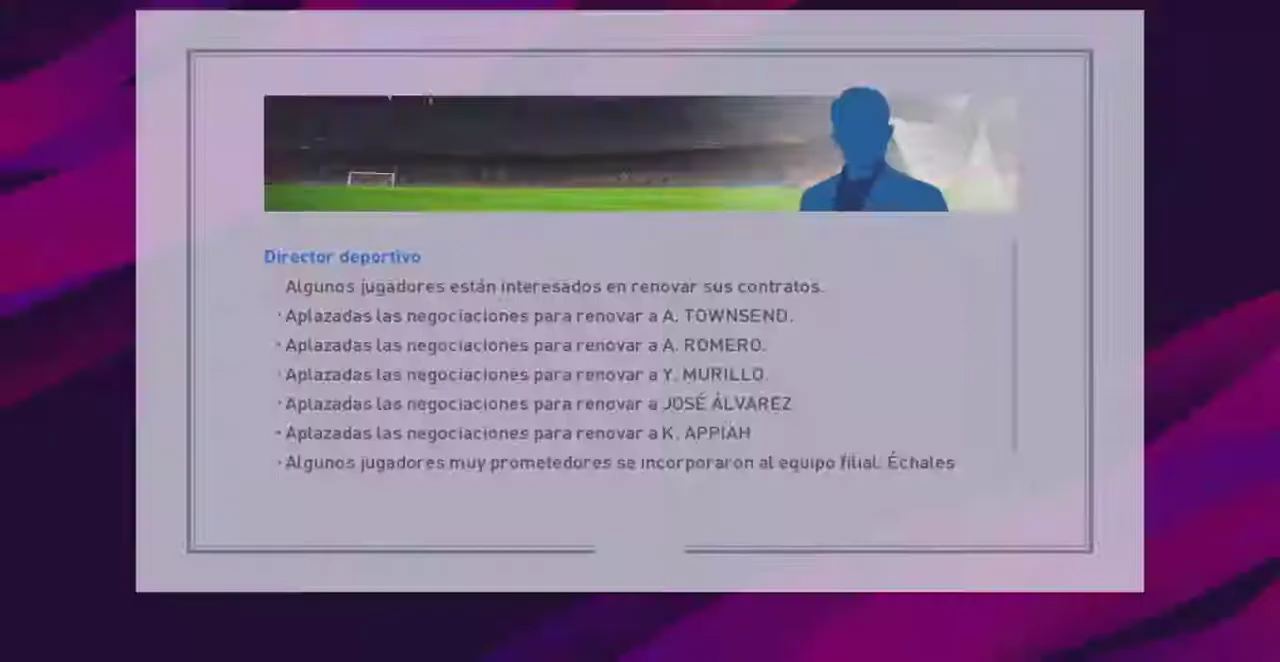 Director deportivo
Algunos jugadores están interesados en renovar sus contratos.
· Aplazadas las negociaciones para renovar a A. TOWNSEND.
· Aplazadas las negociaciones para renovar a A. ROMERO.
· Aplazadas las negociaciones para renovar a Y. MURILLO.
· Aplazadas las negociaciones para renovar a JOSÉ ÁLVAREZ
· Aplazadas las negociaciones para renovar a K. APPIAH
· Algunos jugadores muy prometedores se incorporaron al equipo filial. Échales